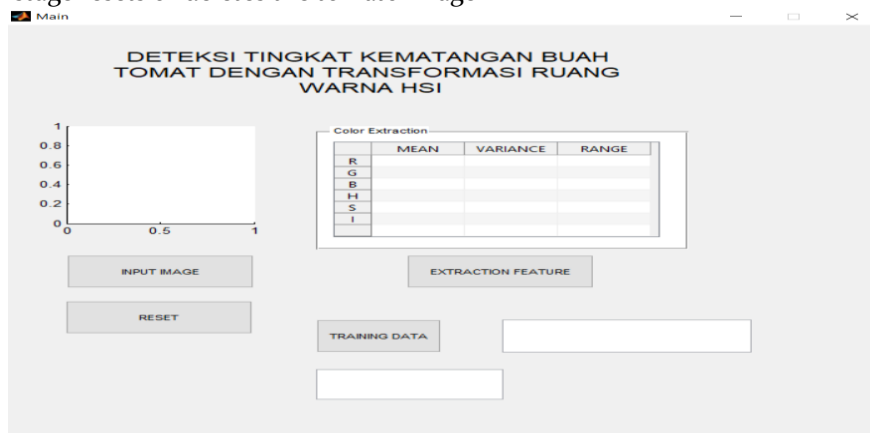 Main
DETEKSI TINGKAT KEMATANGAN BUAH
TOMAT DENGAN TRANSFORMASI RUANG
WARNA HSI
1
0.8
0.6
0.4
0.2
0
0 0.5 1
Color Extraction
MEAN VARIANCE RANGE
R
G
B
H
S
I
INPUT IMAGE
EXTRACTION FEATURE
RESET
TRAINING DATA